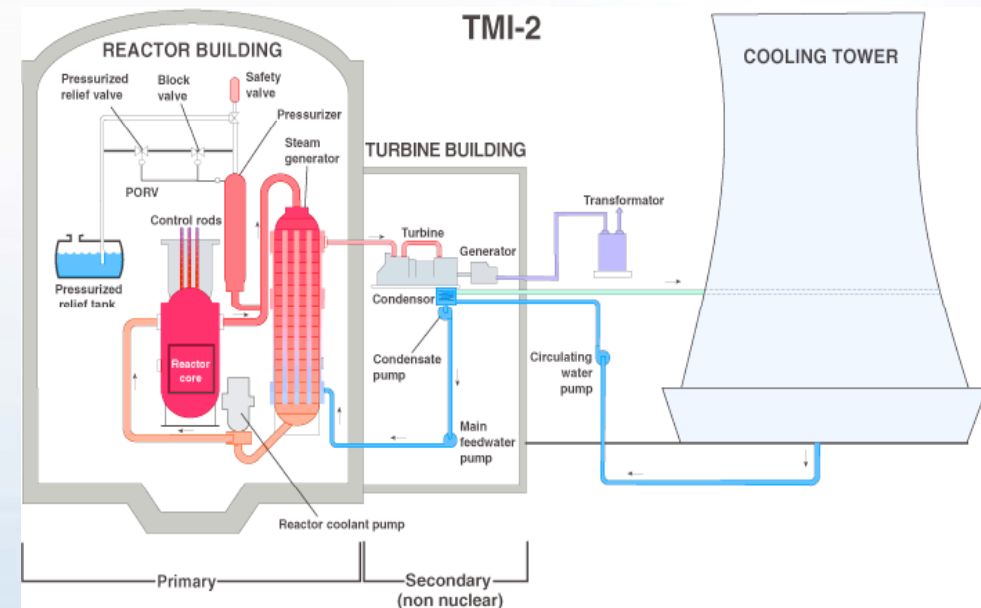 TMI-2
REACTOR BUILDING
COOLING TOWER
Pressurized
relief valve
Block
valve
Safety
valve
Pressurizer
Steam
generator
TURBINE BUILDING
PORV
Control rods
Transformator
Turbine
Generator
Pressurized
relief tank
Condensor
Reactor
core
Condensate
pump
Circulating
water
pump
Main
feedwater
pump
Reactor coolant pump
Primary
Secondary
(non nuclear)